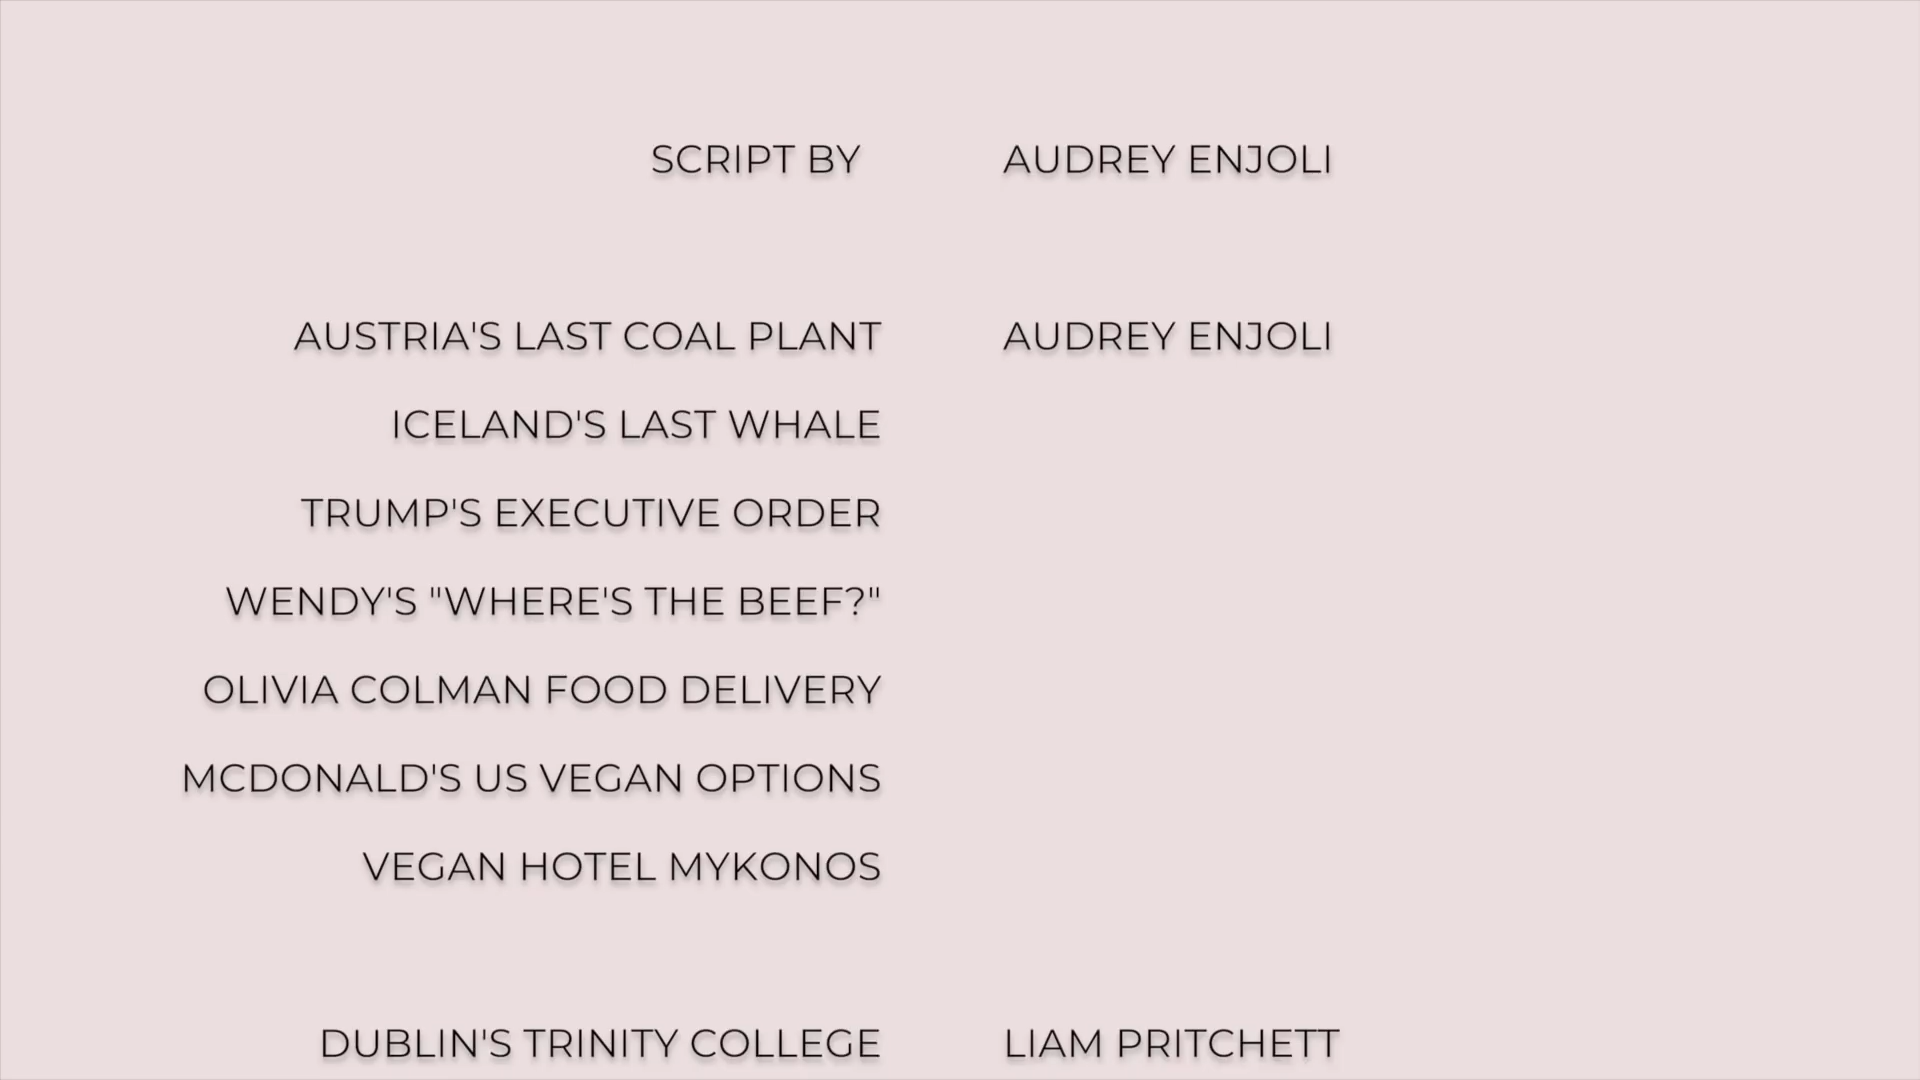 SCRIPT BY AUDREY ENJOLI
AUSTRIA'S LAST COAL PLANT AUDREY ENJOLI
ICELAND'S LAST WHALE
TRUMP'S EXECUTIVE ORDER
WENDY'S "WHERE'S THE BEEF?"
OLIVIA COLMAN FOOD DELIVERY
MCDONALD'S US VEGAN OPTIONS
VEGAN HOTEL MYKONOS
DUBLIN'S TRINITY COLLEGE LIAM PRITCHETT